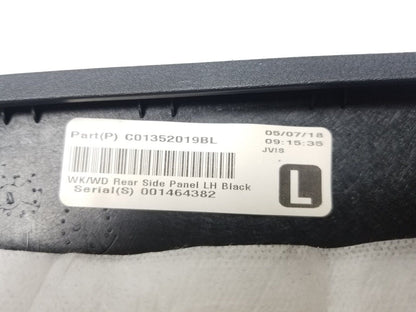 Part(P) C01352019BL
05/07/18
09:15:35
JVIS
WK/WD Rear Side Panel LH Black
Serial(S) 001464382
L